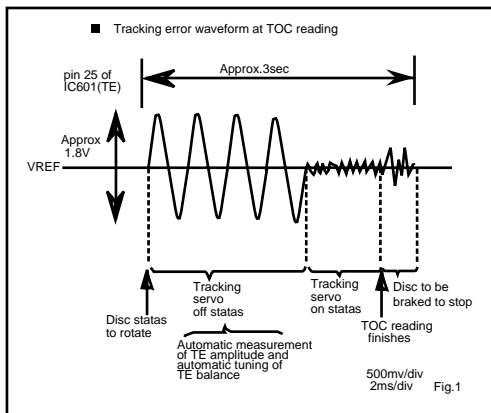 ■ Tracking error waveform at TOC reading
pin 25 of
IC601(TE)
Approx.3sec
Approx
1.8V
VREF
Disc statas
to rotate
Tracking
servo
off statas
Tracking
servo
on statas
Disc to be
braked to stop
TOC reading
finishes
Automatic measurement
of TE amplitude and
automatic tuning of
TE balance
500mv/div
2ms/div
Fig.1